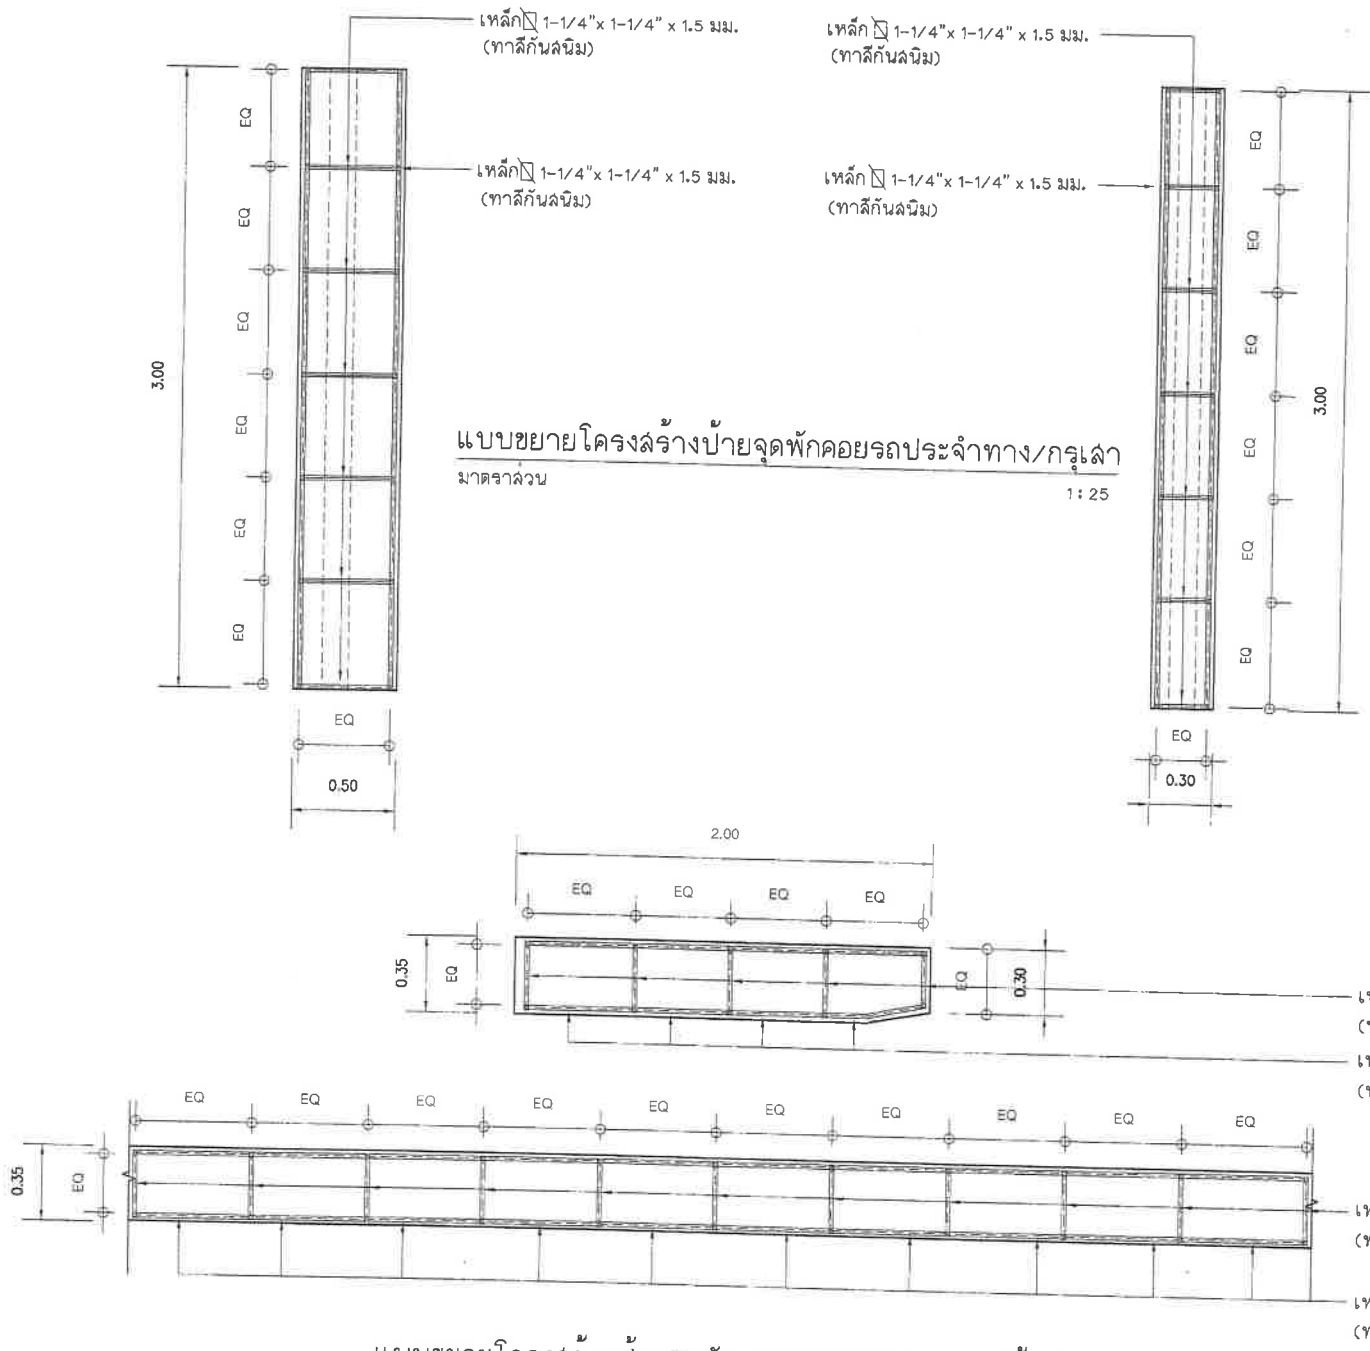 เหล็ก 1-1/4"x 1-1/4" x 1.5 มม.
(ทาสีกันสนิม)
เหล็ก 1-1/4"x 1-1/4" x 1.5 มม.
(ทาสีกันสนิม)
EQ
EQ
เหล็ก 1-1/4"x 1-1/4" x 1.5 มม.
(ทาสีกันสนิม)
เหล็ก 1-1/4"x 1-1/4" x 1.5 มม.
(ทาสีกันสนิม)
EQ
EQ
EQ
EQ
3.00
3.00
EQ
EQ
แบบขยายโครงสร้างป้ายจุดพักคอยรถประจำทาง/กรุเสา
มาตราส่วน
1:25
EQ
EQ
EQ
EQ
EQ
EQ
0.50
0.30
2.00
EQ
EQ
EQ
EQ
0.35
EQ
EQ
0.30
EQ
EQ
EQ
EQ
EQ
EQ
EQ
EQ
EQ
EQ
0.35
EQ